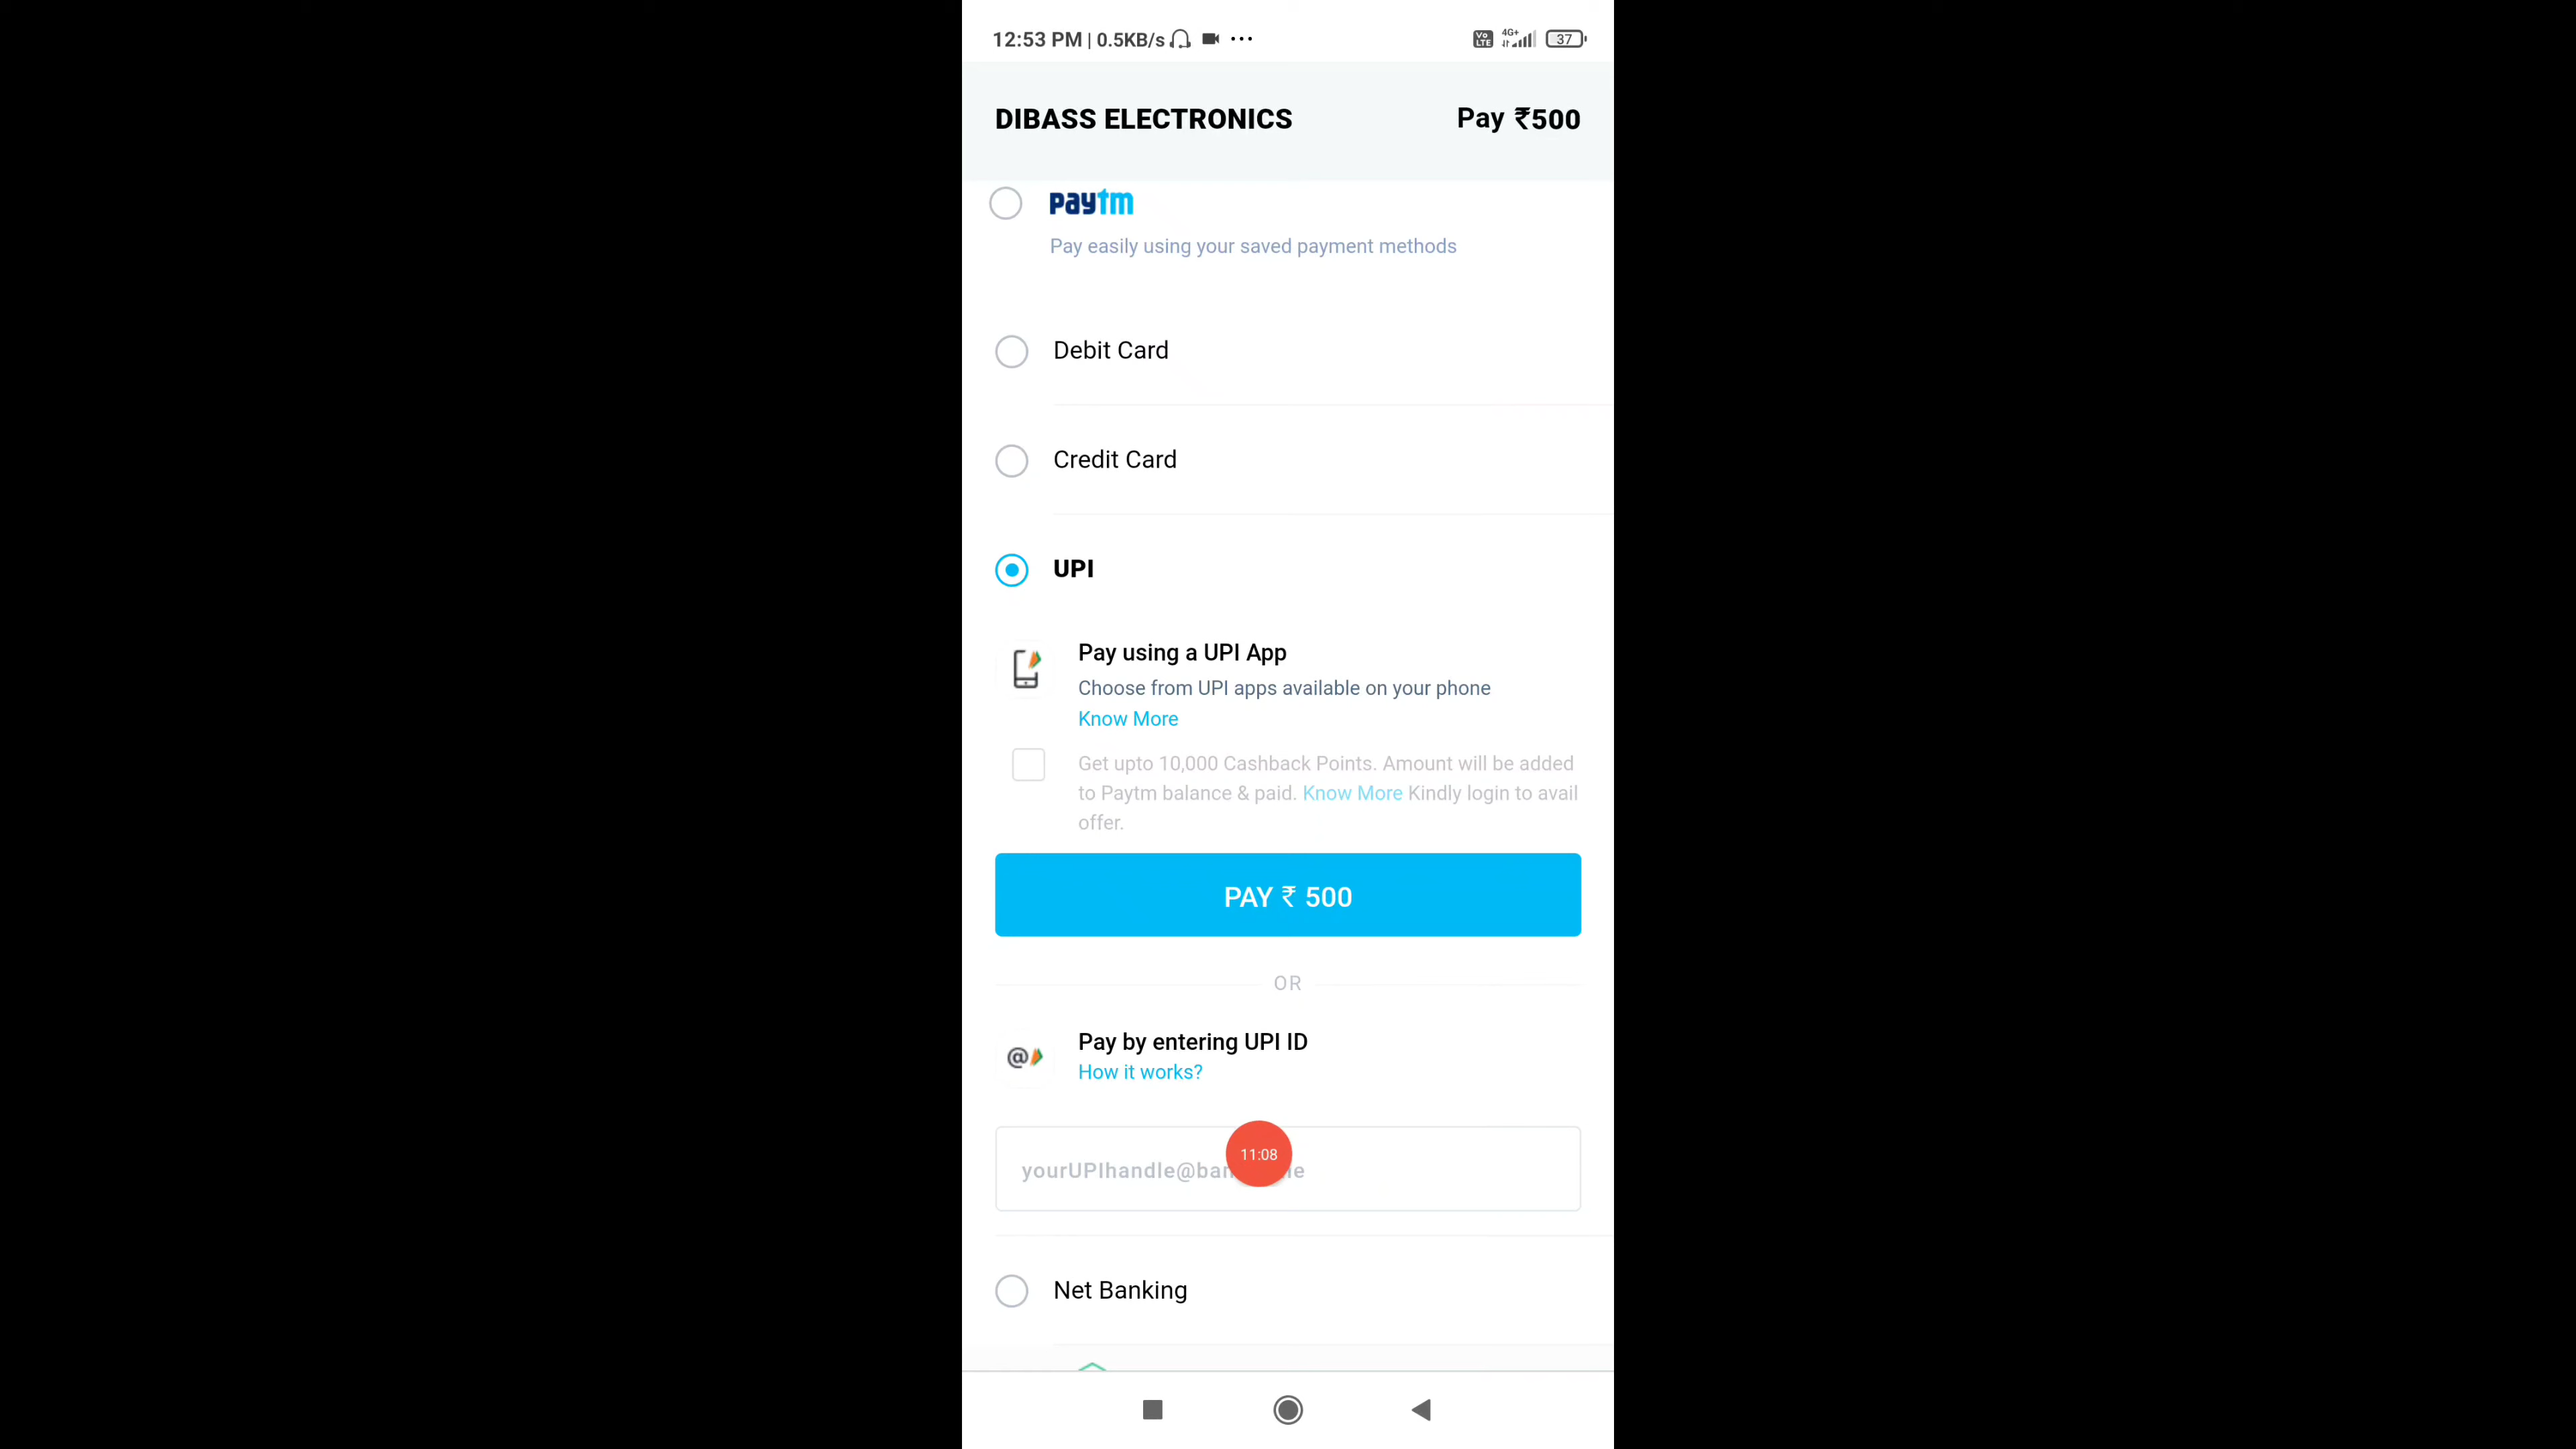 12:53 PM | 0.5KB/s
Vo LTE 4G+ 37
DIBASS ELECTRONICS Pay ₹500
paytm
Pay easily using your saved payment methods
Debit Card
Credit Card
UPI
Pay using a UPI App
Choose from UPI apps available on your phone
Know More
Get upto 10,000 Cashback Points. Amount will be added
to Paytm balance & paid. Know More Kindly login to avail
offer.
PAY ₹ 500
OR
Pay by entering UPI ID
How it works?
11:08
Net Banking